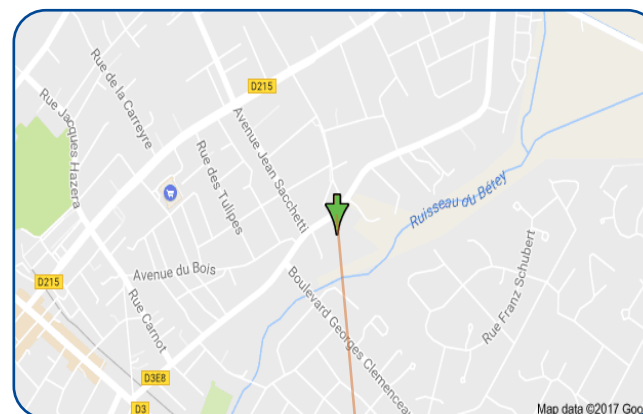 D215
Rue de la Carreyre
Rue Jacques Hazera
Avenue Jean Sacchetti
Rue des Tulipes
Ruisseau du Bétey
Avenue du Bois
Rue Franz Schubert
D215
Boulevard Georges Clemenceau
Rue Carnot
D3E8
D3
Map data ©2017 Goo